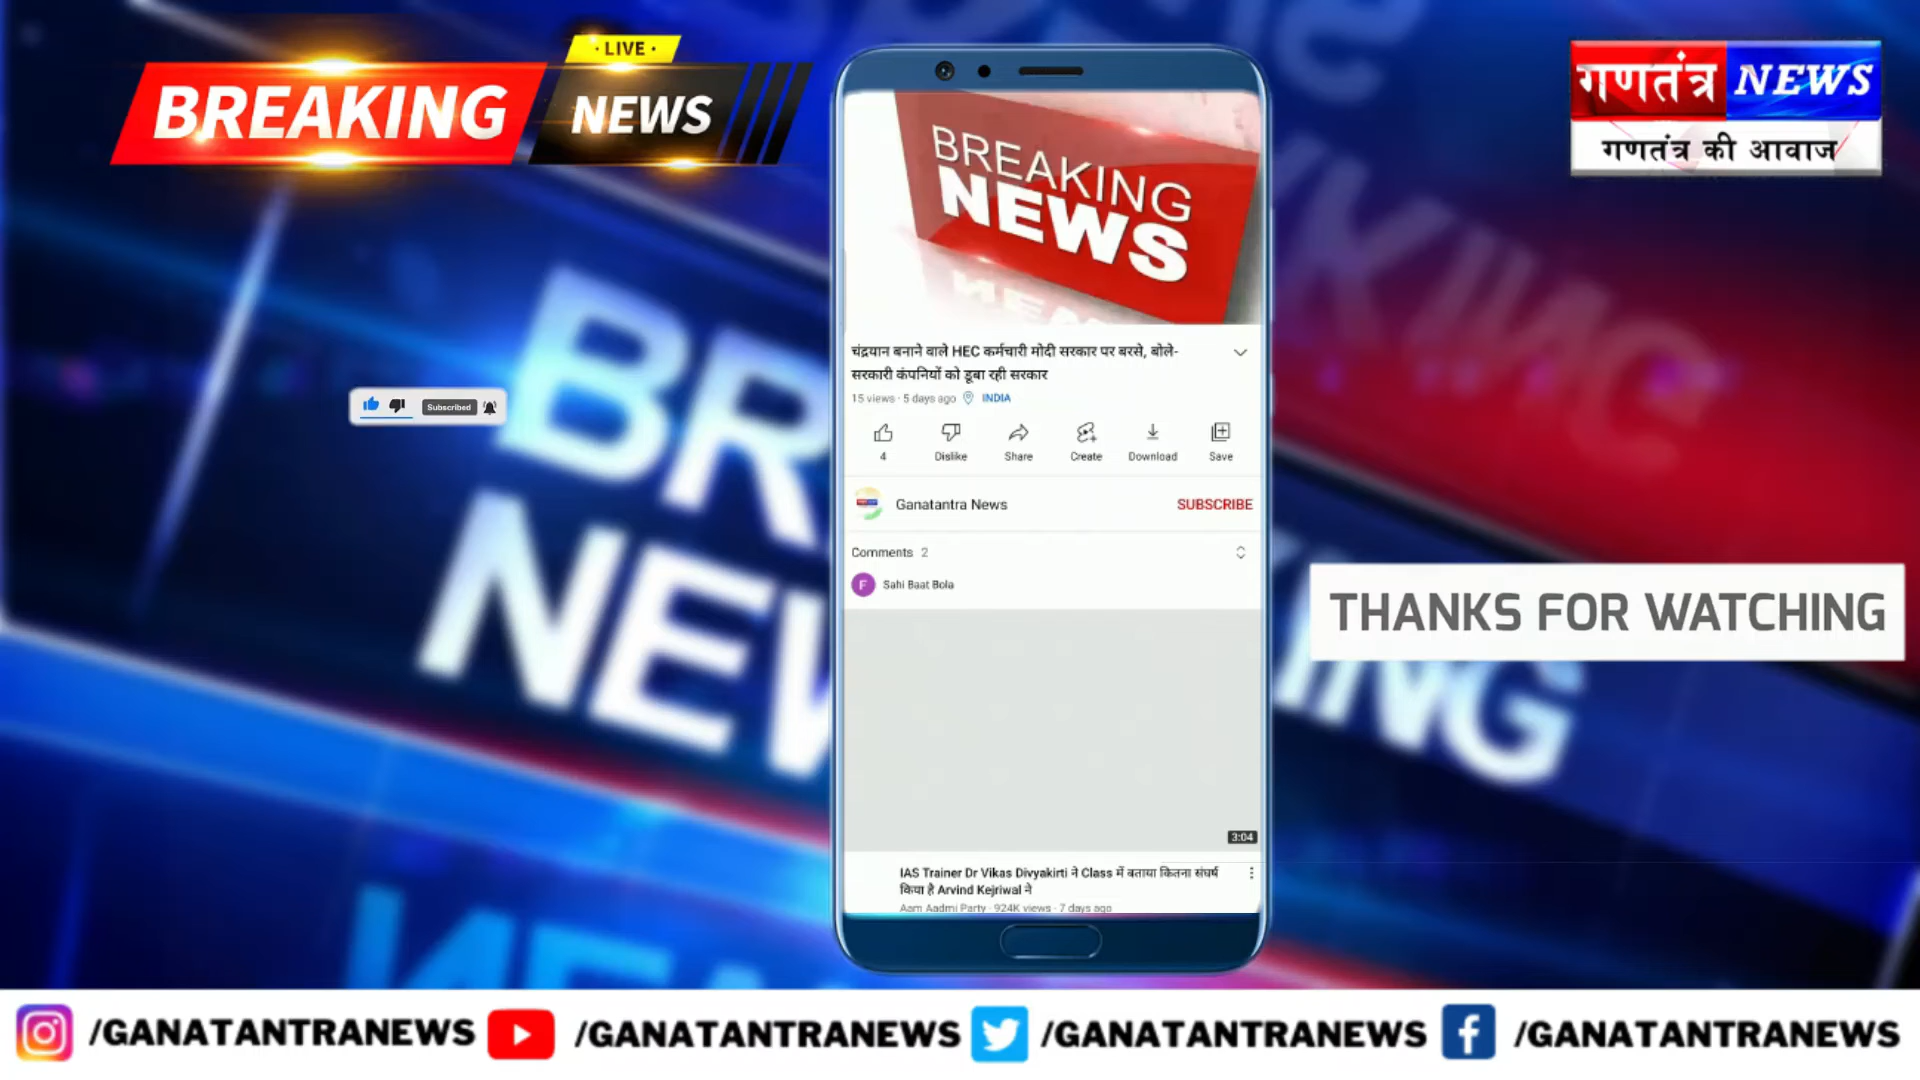 LIVE
BREAKING NEWS
गणतंत्र NEWS
गणतंत्र की आवाज
BREAKING
NEWS
चंद्रयान बनाने वाले HEC कर्मचारी मोदी सरकार पर बरसे, बोले-
सरकारी कंपनियों को डूबा रही सरकार
15 views · 5 days ago INDIA
4 Dislike Share Create Download Save
Subscribed
Ganatantra News SUBSCRIBE
Comments 2
F Sahi Baat Bola
THANKS FOR WATCHING
3:04
IAS Trainer Dr Vikas Divyakirti ने Class में बताया कितना संघर्ष
किया है Arvind Kejriwal ने
Aam Aadmi Party · 924K views · 7 days ago
/GANATANTRANEWS /GANATANTRANEWS /GANATANTRANEWS /GANATANTRANEWS